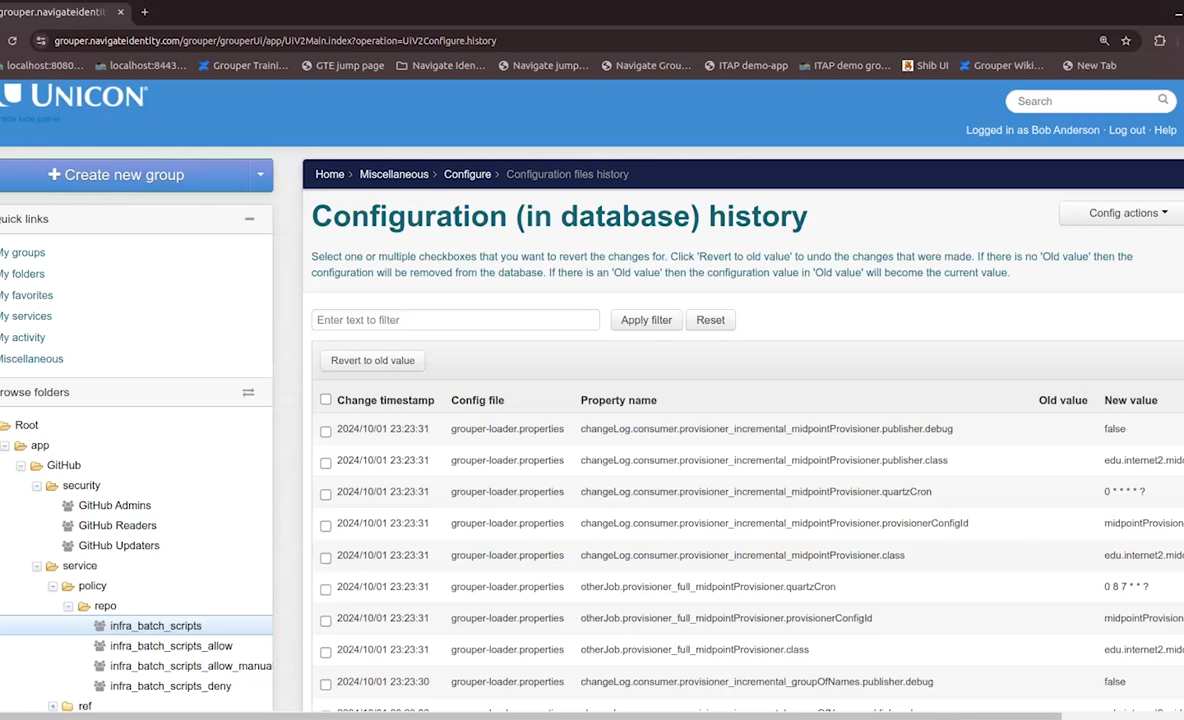 grouper.navigateidentit × +
grouper.navigateidentity.com/grouper/grouperUi/app/UiV2Main.index?operation=UiV2Configure.history
localhost:8080... localhost:8443... Grouper Traini... GTE jump page Navigate Iden... Navigate jump... Navigate Grou... ITAP demo-app ITAP demo gro... Shib UI Grouper Wiki... New Tab
UNICON
Search
Logged in as Bob Anderson · Log out · Help
+ Create new group
Home › Miscellaneous › Configure › Configuration files history
uick links
Configuration (in database) history
Config actions
My groups
My folders
My favorites
My services
My activity
Miscellaneous
Select one or multiple checkboxes that you want to revert the changes for. Click 'Revert to old value' to undo the changes that were made. If there is no 'Old value' then the
configuration will be removed from the database. If there is an 'Old value' then the configuration value in 'Old value' will become the current value.
Enter text to filter Apply filter Reset
Revert to old value
rowse folders
Root
app
GitHub
security
GitHub Admins
GitHub Readers
GitHub Updaters
service
policy
repo
infra_batch_scripts
infra_batch_scripts_allow
infra_batch_scripts_allow_manua
infra_batch_scripts_deny
ref
Change timestamp Config file Property name Old value New value
2024/10/01 23:23:31 grouper-loader.properties changeLog.consumer.provisioner_incremental_midpointProvisioner.publisher.debug false
2024/10/01 23:23:31 grouper-loader.properties changeLog.consumer.provisioner_incremental_midpointProvisioner.publisher.class edu.internet2.midd
2024/10/01 23:23:31 grouper-loader.properties changeLog.consumer.provisioner_incremental_midpointProvisioner.quartzCron 0 * * * * ?
2024/10/01 23:23:31 grouper-loader.properties changeLog.consumer.provisioner_incremental_midpointProvisioner.provisionerConfigId midpointProvision
2024/10/01 23:23:31 grouper-loader.properties changeLog.consumer.provisioner_incremental_midpointProvisioner.class edu.internet2.midd
2024/10/01 23:23:31 grouper-loader.properties otherJob.provisioner_full_midpointProvisioner.quartzCron 0 8 7 * * ?
2024/10/01 23:23:31 grouper-loader.properties otherJob.provisioner_full_midpointProvisioner.provisionerConfigId midpointProvision
2024/10/01 23:23:31 grouper-loader.properties otherJob.provisioner_full_midpointProvisioner.class edu.internet2.midd
2024/10/01 23:23:30 grouper-loader.properties changeLog.consumer.provisioner_incremental_groupOfNames.publisher.debug false